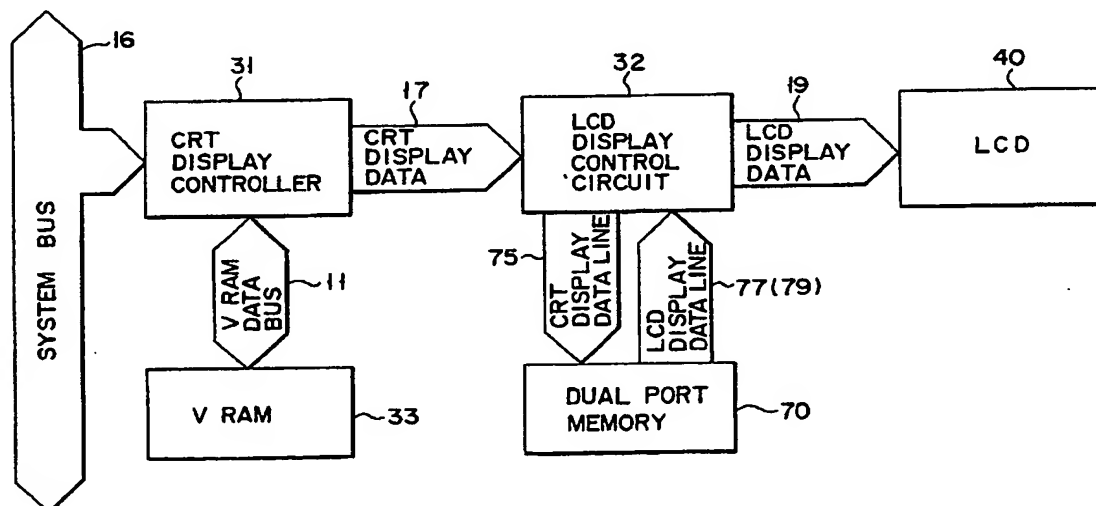 16
SYSTEM BUS
31
CRT
DISPLAY
CONTROLLER
17
CRT
DISPLAY
DATA
32
LCD
DISPLAY
CONTROL
CIRCUIT
19
LCD
DISPLAY
DATA
40
LCD
V RAM
DATA
BUS
11
75
CRT
DISPLAY
DATA LINE
LCD
DISPLAY
DATA LINE
77(79)
V RAM
33
DUAL PORT
MEMORY
70